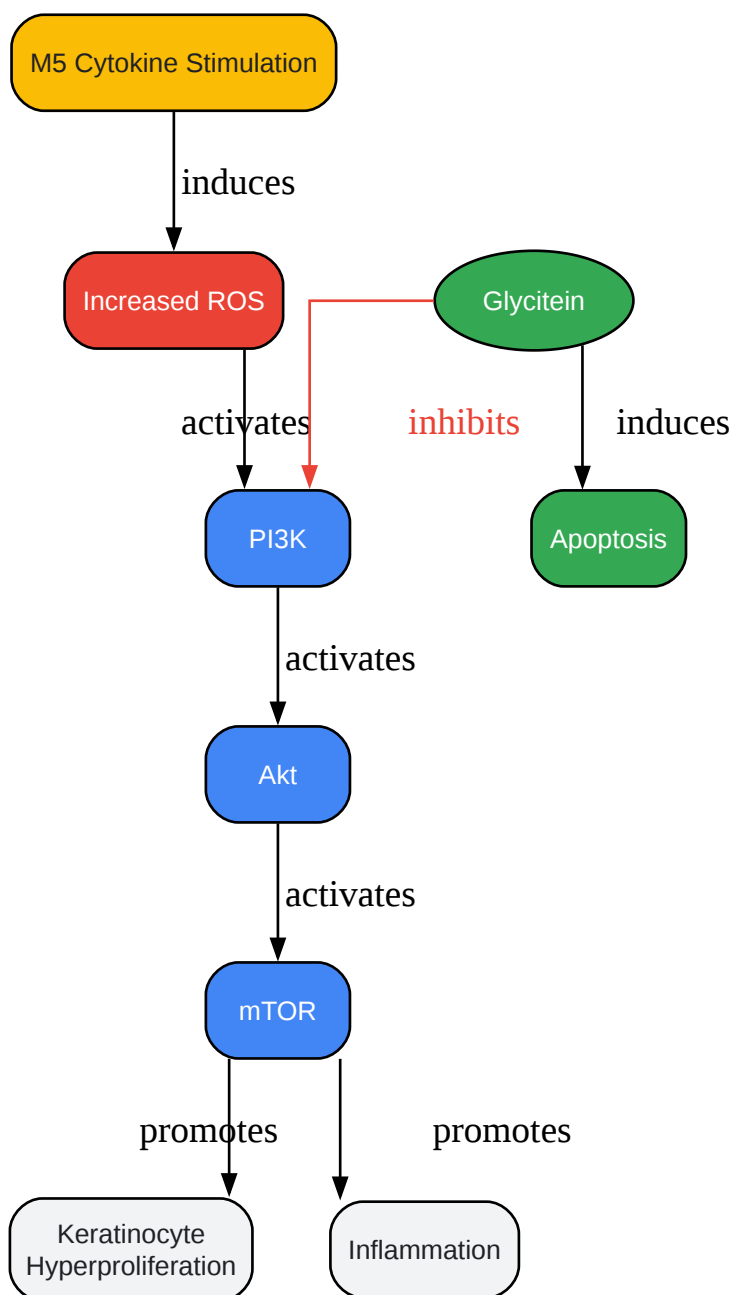 M5 Cytokine Stimulation
induces
Increased ROS
Glycitein
activates
inhibits
induces
PI3K
Apoptosis
activates
Akt
activates
mTOR
promotes
promotes
Keratinocyte
Hyperproliferation
Inflammation